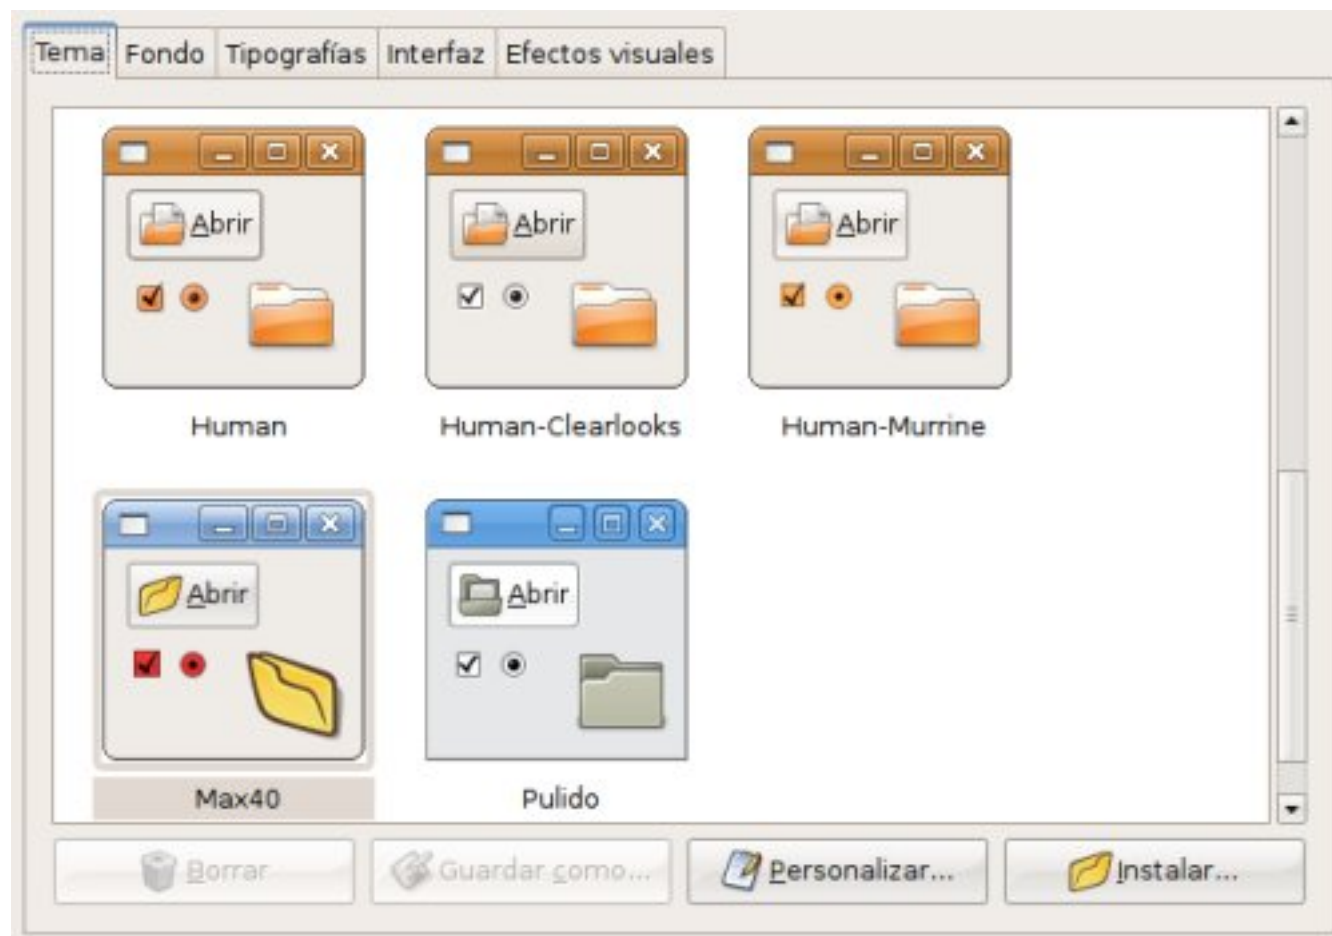 Tema Fondo Tipografías Interfaz Efectos visuales
Abrir Abrir Abrir
Human Human-Clearlooks Human-Murrine
Abrir Abrir
Max40 Pulido
Borrar Guardar como... Personalizar... Instalar...